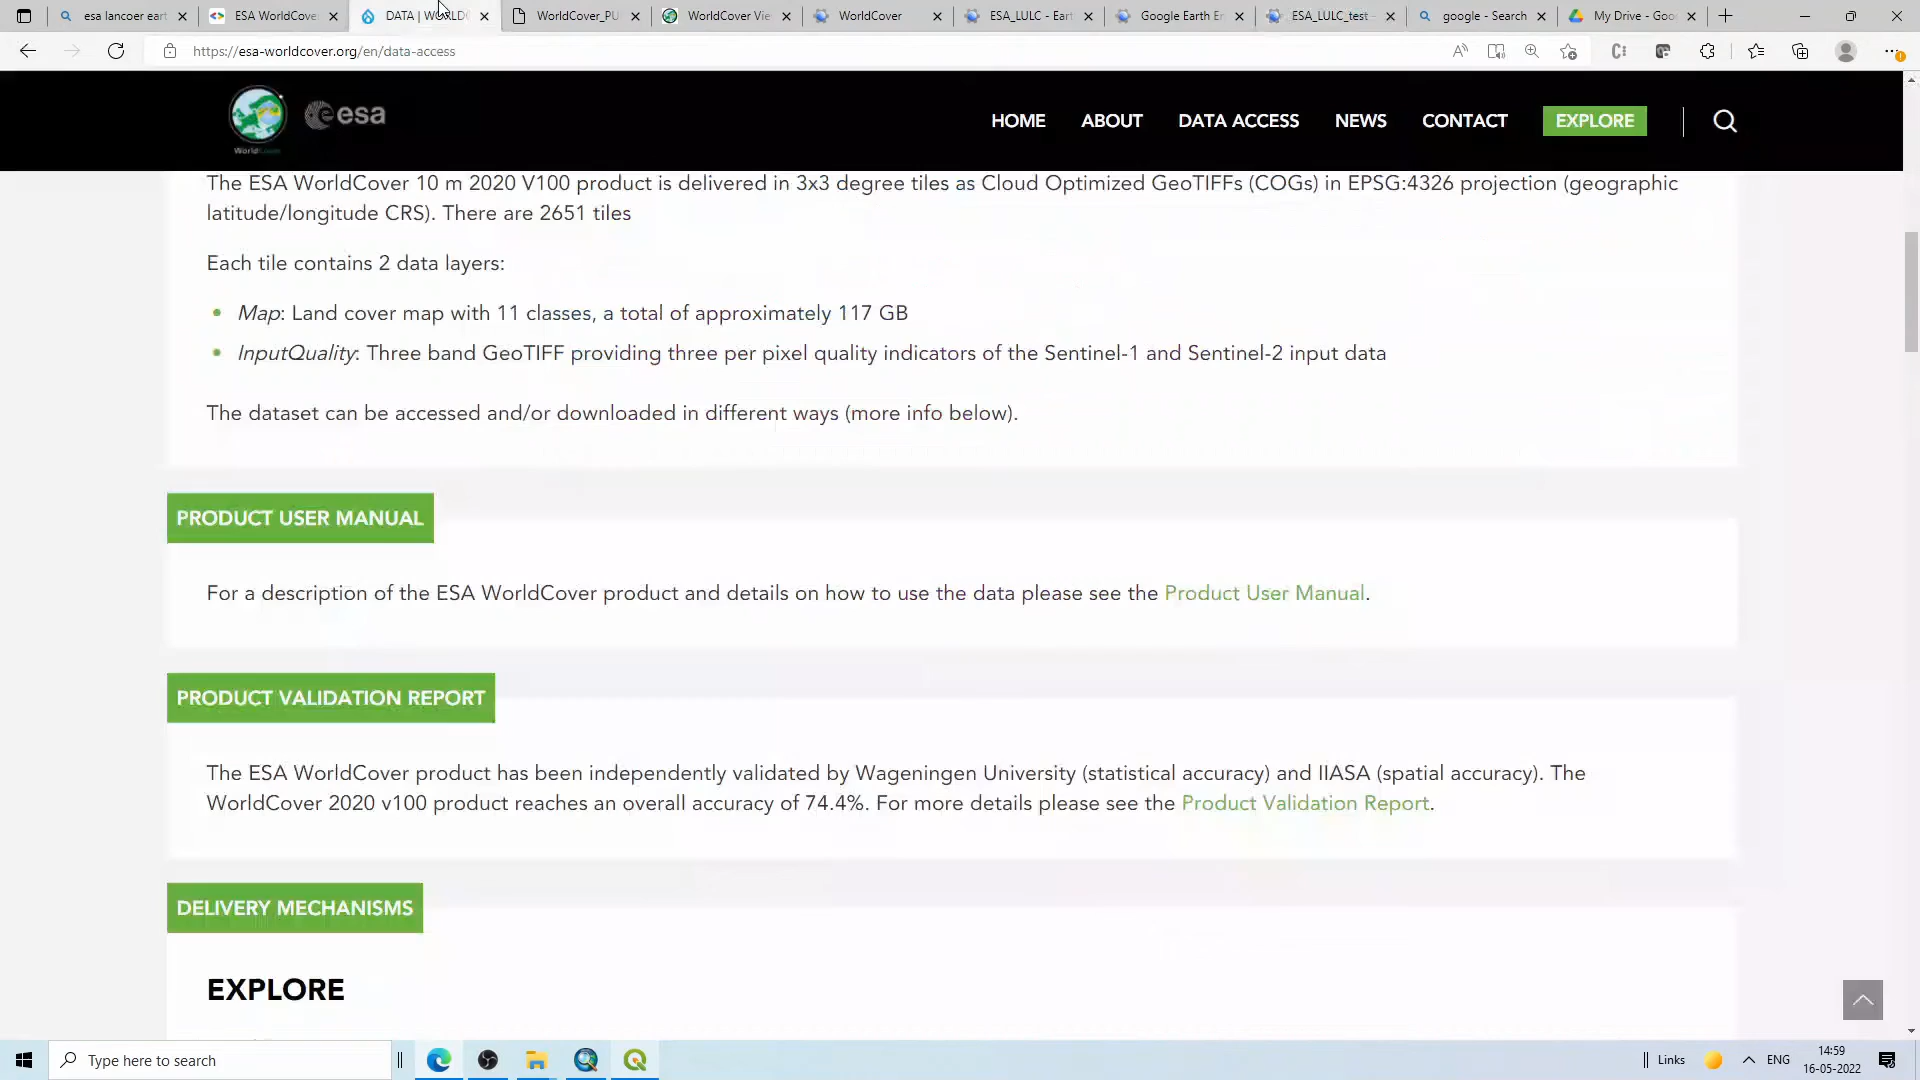 esa lancoer eart
ESA WorldCove
DATA | WORLDC
WorldCover_PU
WorldCover Vie
WorldCover
ESA_LULC - Eart
Google Earth En
ESA_LULC_test -
google - Search
My Drive - Goo
https://esa-worldcover.org/en/data-access
WorldCover
esa
HOME ABOUT DATA ACCESS NEWS CONTACT EXPLORE
The ESA WorldCover 10 m 2020 V100 product is delivered in 3x3 degree tiles as Cloud Optimized GeoTIFFs (COGs) in EPSG:4326 projection (geographic
latitude/longitude CRS). There are 2651 tiles
Each tile contains 2 data layers:
Map: Land cover map with 11 classes, a total of approximately 117 GB
InputQuality: Three band GeoTIFF providing three per pixel quality indicators of the Sentinel-1 and Sentinel-2 input data
The dataset can be accessed and/or downloaded in different ways (more info below).
PRODUCT USER MANUAL
For a description of the ESA WorldCover product and details on how to use the data please see the Product User Manual.
PRODUCT VALIDATION REPORT
The ESA WorldCover product has been independently validated by Wageningen University (statistical accuracy) and IIASA (spatial accuracy). The
WorldCover 2020 v100 product reaches an overall accuracy of 74.4%. For more details please see the Product Validation Report.
DELIVERY MECHANISMS
EXPLORE
Type here to search
Links
ENG
14:59
16-05-2022